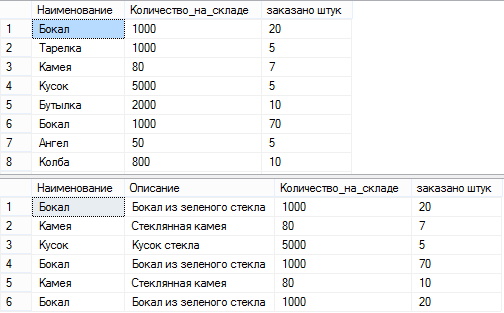 Наименование Количество_на_складе заказано штук
1 Бокал 1000 20
2 Тарелка 1000 5
3 Камея 80 7
4 Кусок 5000 5
5 Бутылка 2000 10
6 Бокал 1000 70
7 Ангел 50 5
8 Колба 800 10
Наименование Описание Количество_на_складе заказано штук
1 Бокал Бокал из зеленого стекла 1000 20
2 Камея Стеклянная камея 80 7
3 Кусок Кусок стекла 5000 5
4 Бокал Бокал из зеленого стекла 1000 70
5 Камея Стеклянная камея 80 10
6 Бокал Бокал из зеленого стекла 1000 20